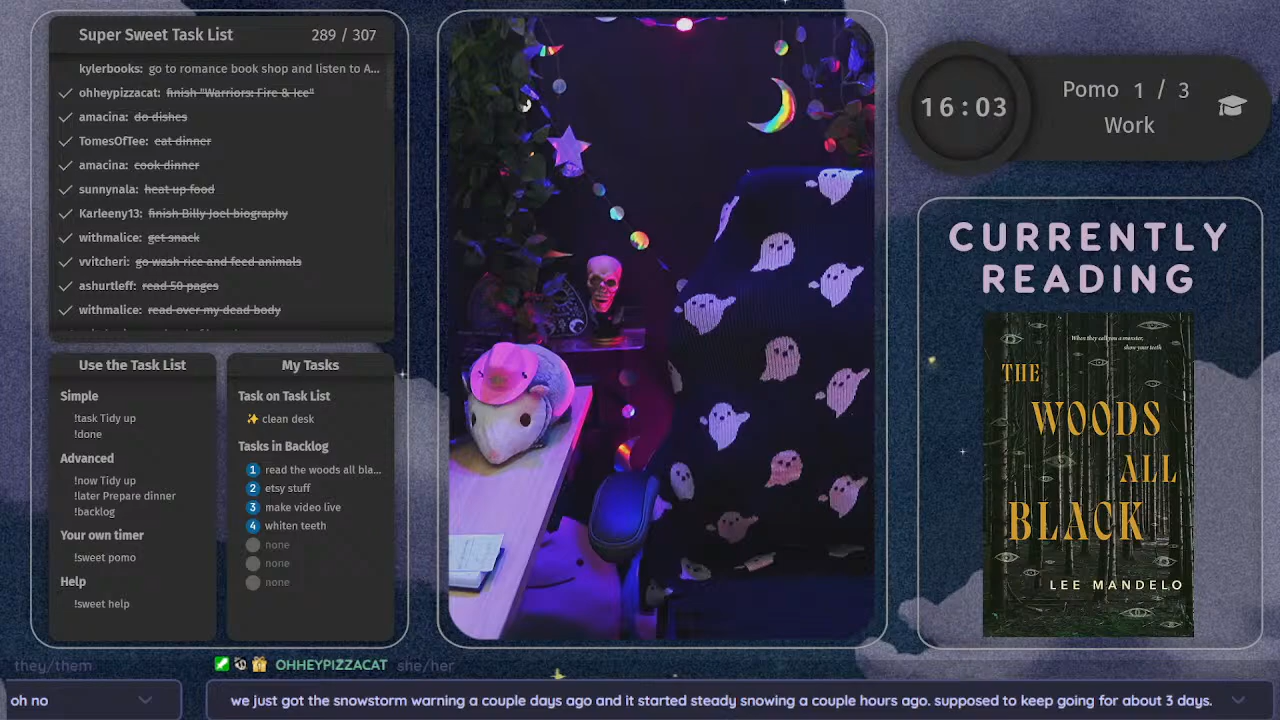 Super Sweet Task List 289 / 307
kylerbooks: go to romance book shop and listen to A...
ohheypizzacat: finish "Warriors: Fire & Ice"
amacina: do dishes
TomesOfTee: eat dinner
amacina: cook dinner
sunnynala: heat up food
Karleeny13: finish Billy Joel biography
withmalice: get snack
vvitcheri: go wash rice and feed animals
ashurtleff: read 50 pages
withmalice: read over my dead body
Use the Task List
Simple
!task Tidy up
!done
Advanced
!now Tidy up
!later Prepare dinner
!backlog
Your own timer
!sweet pomo
Help
!sweet help
My Tasks
Task on Task List
✨ clean desk
Tasks in Backlog
1 read the woods all bla...
2 etsy stuff
3 make video live
4 whiten teeth
none
none
none
16:03
Pomo 1 / 3
Work
CURRENTLY
READING
When they call you a monster,
show your teeth
THE
WOODS
ALL
BLACK
LEE MANDELO
they/them
OHHEYPIZZACAT she/her
oh no
we just got the snowstorm warning a couple days ago and it started steady snowing a couple hours ago. supposed to keep going for about 3 days.